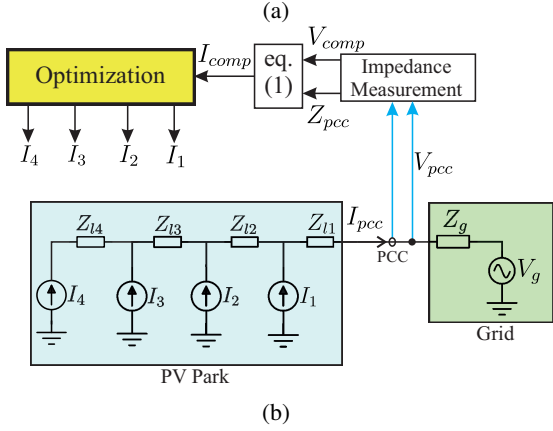 (a)
Optimization
I_comp
eq.
(1)
V_comp
Z_pcc
Impedance
Measurement
I_4
I_3
I_2
I_1
V_pcc
Z_l4
Z_l3
Z_l2
Z_l1
I_pcc
PCC
Z_g
I_4
I_3
I_2
I_1
V_g
PV Park
Grid
(b)